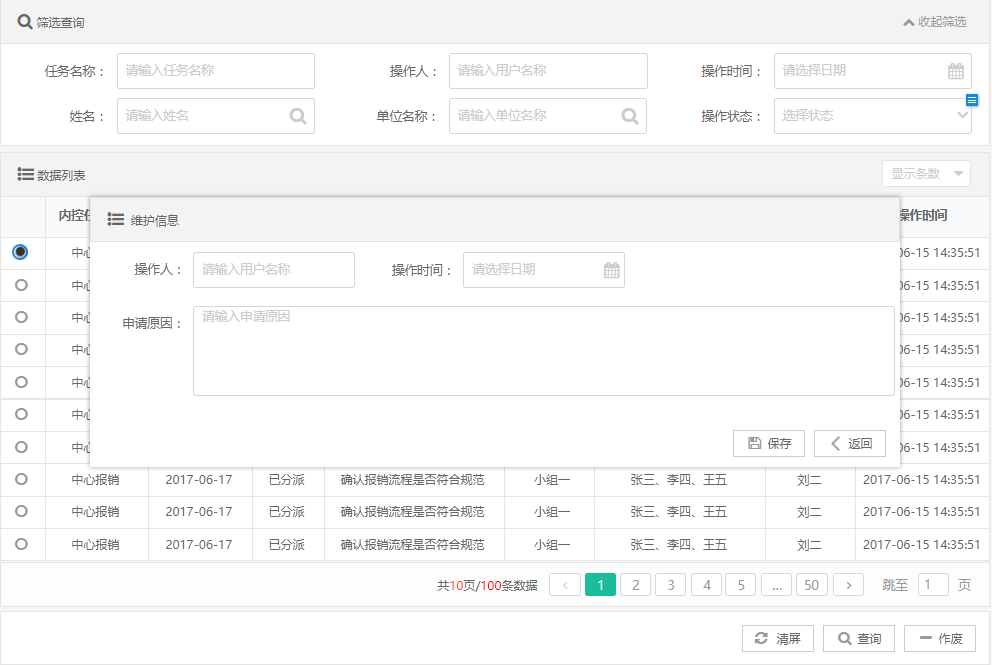 筛选查询 收起筛选
任务名称： 请输入任务名称 操作人： 请输入用户名称 操作时间： 请选择日期
姓名： 请输入姓名 单位名称： 请输入单位名称 操作状态： 选择状态
数据列表 显示条数
内控 操作时间
维护信息
中心 06-15 14:35:51
操作人： 请输入用户名称 操作时间： 请选择日期
中心 06-15 14:35:51
申请原因： 请输入申请原因
中心 06-15 14:35:51
中心 06-15 14:35:51
中心 06-15 14:35:51
中心 06-15 14:35:51
中心 06-15 14:35:51
保存 返回
中心报销 2017-06-17 已分派 确认报销流程是否符合规范 小组一 张三、李四、王五 刘二 2017-06-15 14:35:51
中心报销 2017-06-17 已分派 确认报销流程是否符合规范 小组一 张三、李四、王五 刘二 2017-06-15 14:35:51
中心报销 2017-06-17 已分派 确认报销流程是否符合规范 小组一 张三、李四、王五 刘二 2017-06-15 14:35:51
共10页/100条数据 < 1 2 3 4 5 ... 50 > 跳至 1 页
清屏 查询 作废